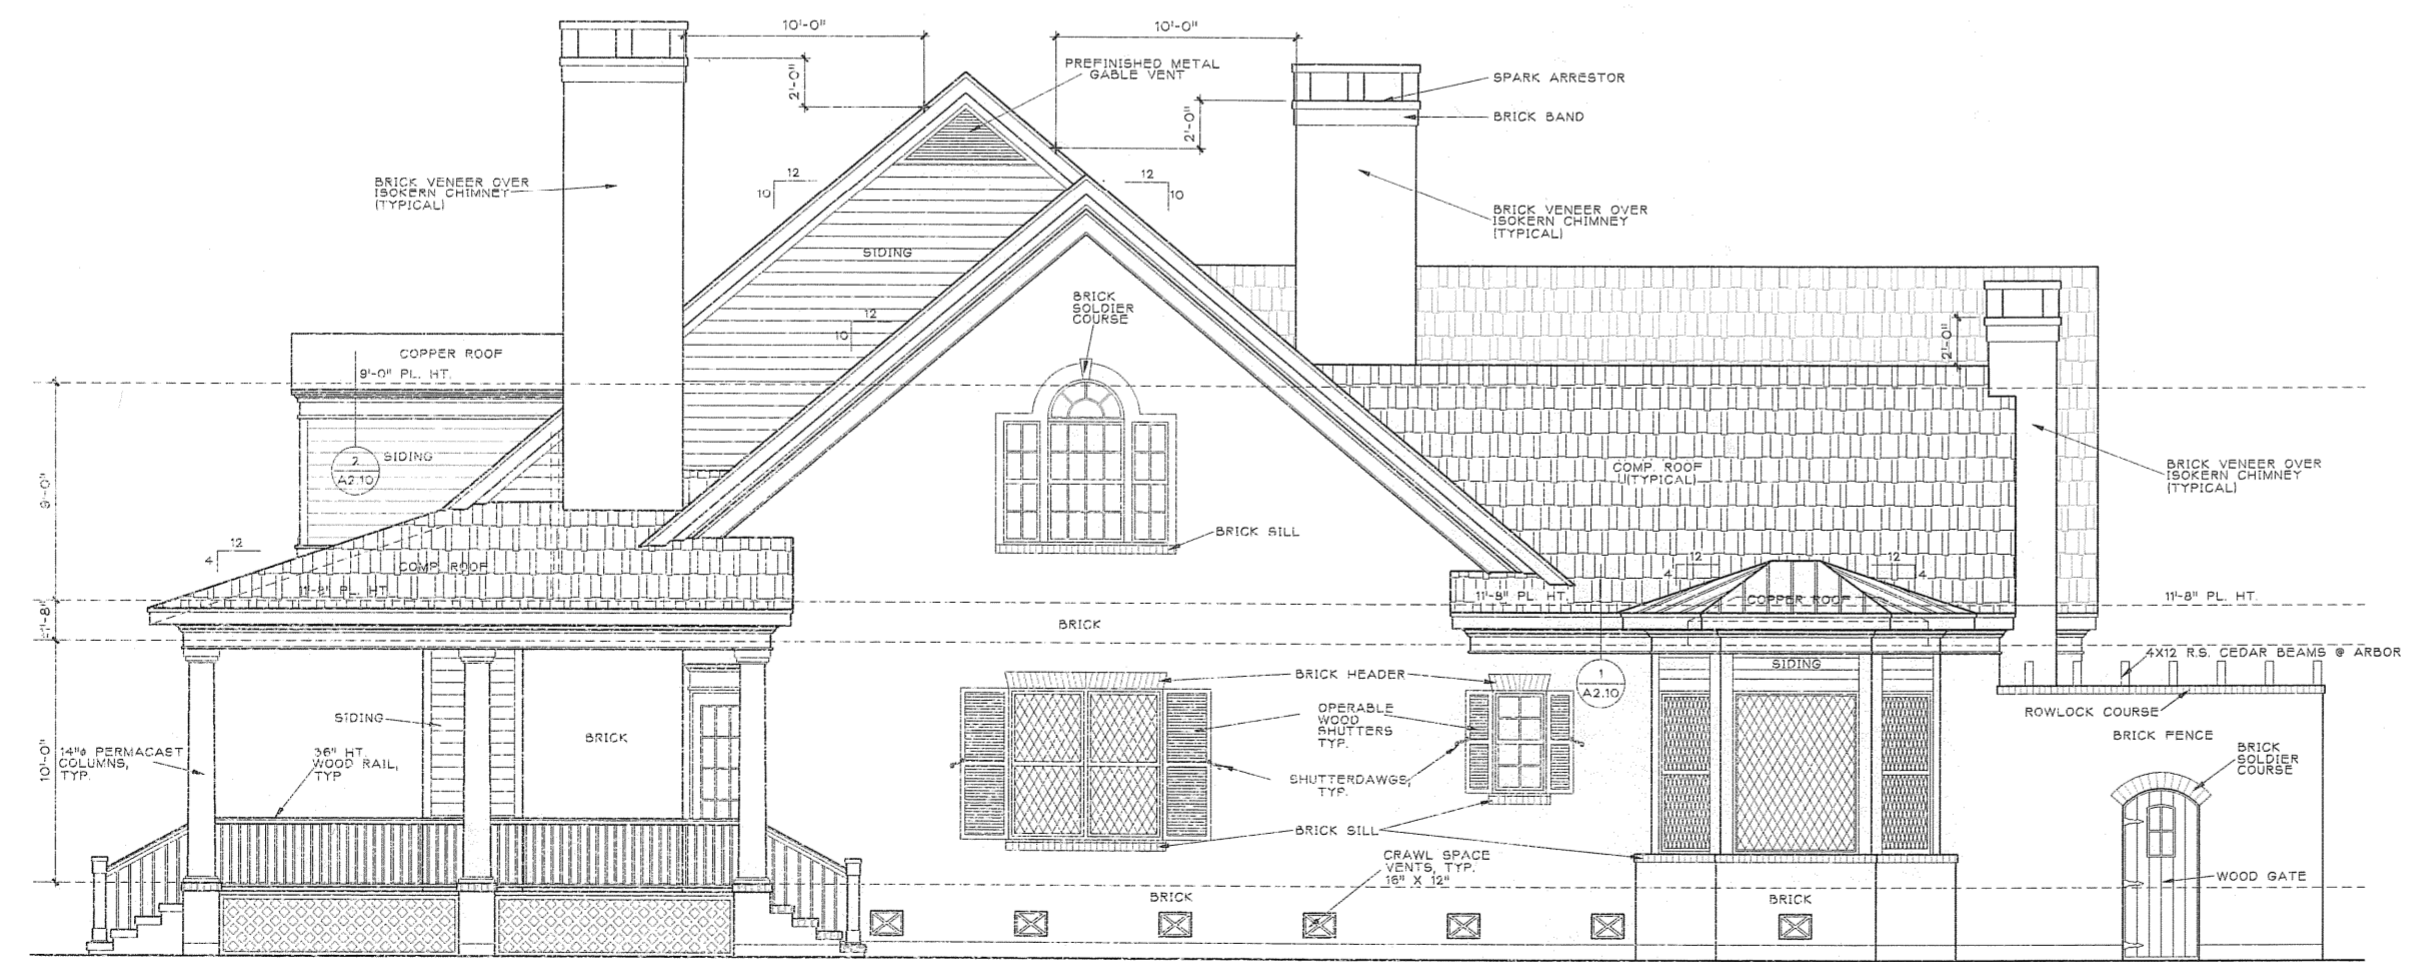 10'-0"
10'-0"
PREFINISHED METAL
GABLE VENT
2'-0"
SPARK ARRESTOR
2'-0"
BRICK BAND
BRICK VENEER OVER
ISOKERN CHIMNEY
(TYPICAL)
12
10
12
10
BRICK VENEER OVER
ISOKERN CHIMNEY
(TYPICAL)
SIDING
BRICK
SOLDIER
COURSE
12
10
2'-0"
COPPER ROOF
9'-0" PL. HT.
2
A2.10
SIDING
9'-0"
COMP. ROOF
(TYPICAL)
BRICK VENEER OVER
ISOKERN CHIMNEY
(TYPICAL)
BRICK SILL
12
4
COMP. ROOF
11'-8" PL. HT.
12
4
12
4
11'-8" PL. HT.
COPPER ROOF
11'-8" PL. HT.
1'-8"
BRICK
4X12 R.S. CEDAR BEAMS @ ARBOR
SIDING
BRICK HEADER
1
A2.10
ROWLOCK COURSE
BRICK FENCE
SIDING
BRICK
OPERABLE
WOOD
SHUTTERS
TYP.
14"ø PERMACAST
COLUMNS,
TYP.
36" HT.
WOOD RAIL,
TYP
10'-0"
SHUTTERDAWGS,
TYP.
BRICK
SOLDIER
COURSE
BRICK SILL
CRAWL SPACE
VENTS, TYP.
16" X 12"
WOOD GATE
BRICK
BRICK